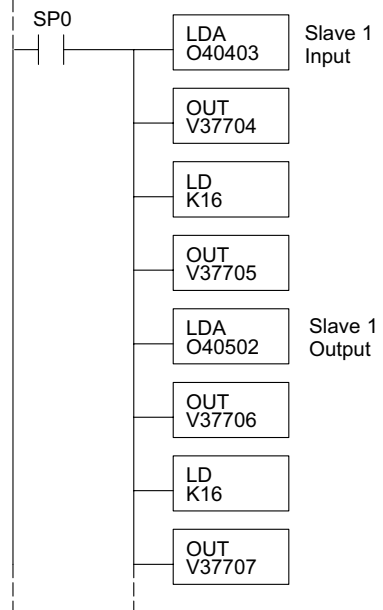 SP0
LDA
O40403
Slave 1
Input
OUT
V37704
LD
K16
OUT
V37705
LDA
O40502
Slave 1
Output
OUT
V37706
LD
K16
OUT
V37707